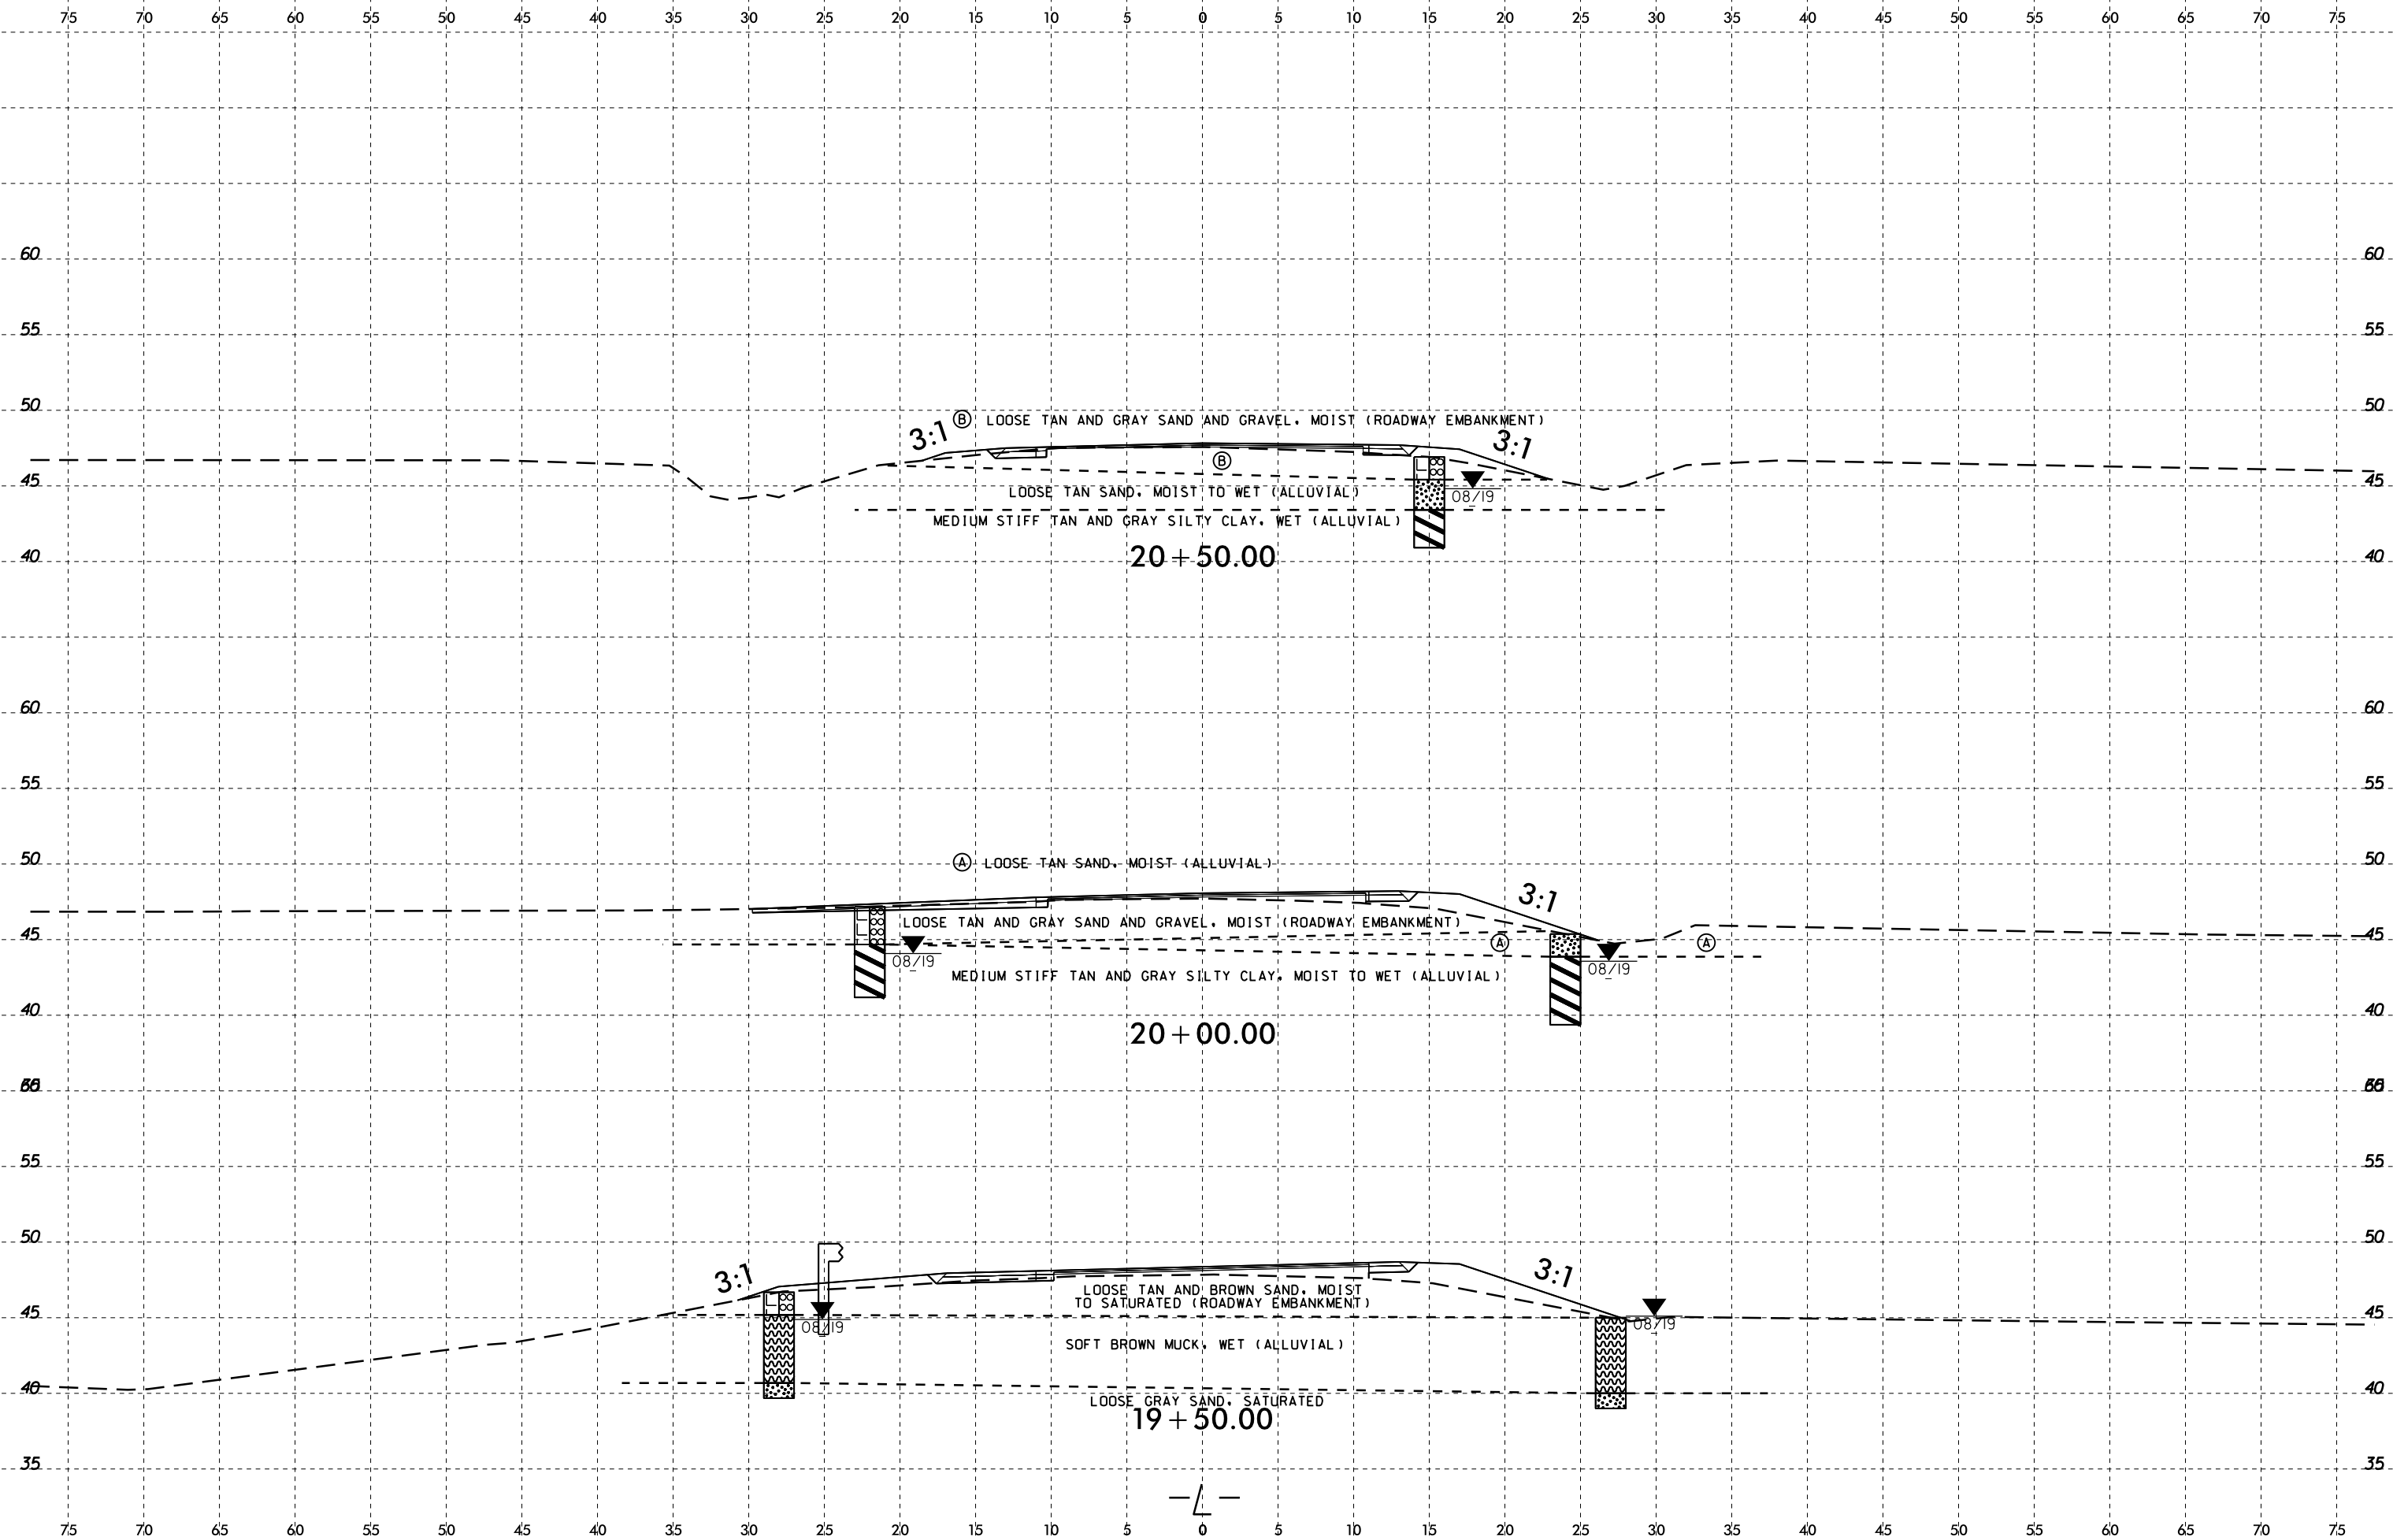 75 70 65 60 55 50 45 40 35 30 25 20 15 10 5 0 5 10 15 20 25 30 35 40 45 50 55 60 65 70 75
60 60
55 55
50 50
Ⓑ LOOSE TAN AND GRAY SAND AND GRAVEL, MOIST (ROADWAY EMBANKMENT)
3:1 3:1
Ⓑ
45 45
LOOSE TAN SAND, MOIST TO WET (ALLUVIAL) 08/19
MEDIUM STIFF TAN AND GRAY SILTY CLAY, WET (ALLUVIAL)
40 20+50.00 40
60 60
55 55
50 50
Ⓐ LOOSE TAN SAND, MOIST (ALLUVIAL)
3:1
LOOSE TAN AND GRAY SAND AND GRAVEL, MOIST (ROADWAY EMBANKMENT)
45 Ⓐ Ⓐ 45
08/19 08/19
MEDIUM STIFF TAN AND GRAY SILTY CLAY, MOIST TO WET (ALLUVIAL)
40 40
20+00.00
55 55
50 50
3:1 3:1
LOOSE TAN AND BROWN SAND, MOIST
TO SATURATED (ROADWAY EMBANKMENT)
45 45
08/19 08/19
SOFT BROWN MUCK, WET (ALLUVIAL)
40 40
LOOSE GRAY SAND, SATURATED
19+50.00
35 35
-L-
75 70 65 60 55 50 45 40 35 30 25 20 15 10 5 0 5 10 15 20 25 30 35 40 45 50 55 60 65 70 75